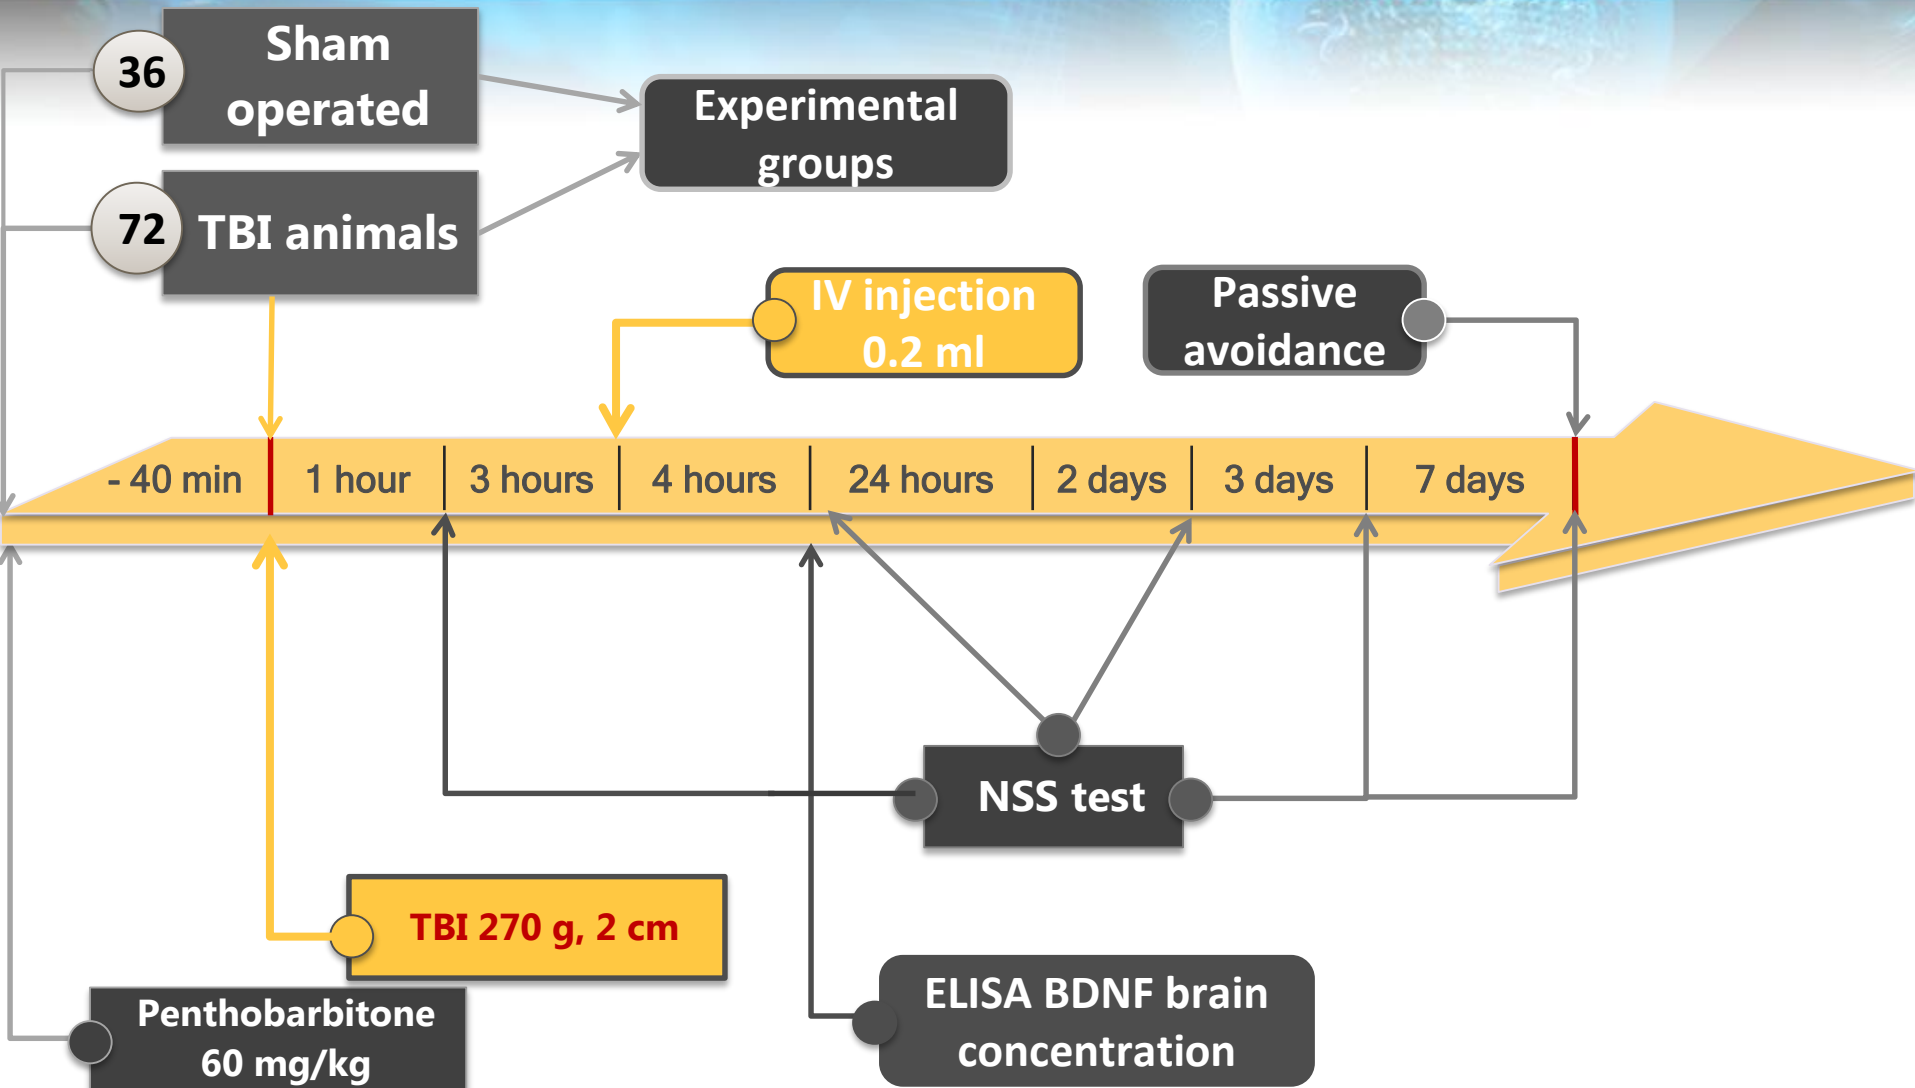 36
Sham
operated
Experimental
groups
72
TBI animals
IV injection
0.2 ml
Passive
avoidance
- 40 min
1 hour
3 hours
4 hours
24 hours
2 days
3 days
7 days
NSS test
TBI 270 g, 2 cm
ELISA BDNF brain
concentration
Penthobarbitone
60 mg/kg